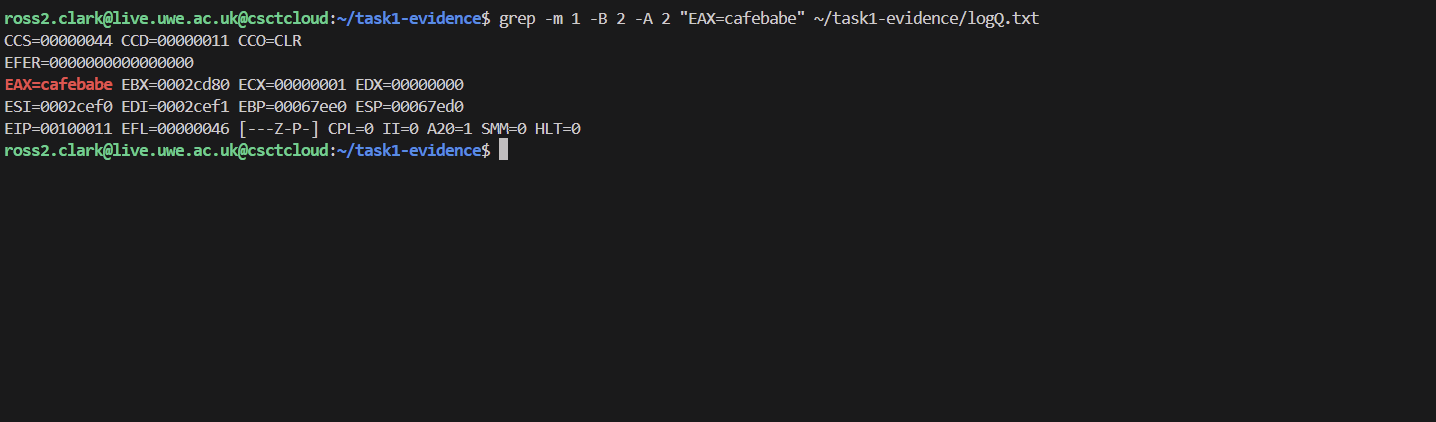 ross2.clark@live.uwe.ac.uk@csctcloud:~/task1-evidence$ grep -m 1 -B 2 -A 2 "EAX=cafebabe" ~/task1-evidence/logQ.txt
CCS=00000044 CCD=00000011 CCO=CLR
EFER=0000000000000000
EAX=cafebabe EBX=0002cd80 ECX=00000001 EDX=00000000
ESI=0002cef0 EDI=0002cef1 EBP=00067ee0 ESP=00067ed0
EIP=00100011 EFL=00000046 [---Z-P-] CPL=0 II=0 A20=1 SMM=0 HLT=0
ross2.clark@live.uwe.ac.uk@csctcloud:~/task1-evidence$